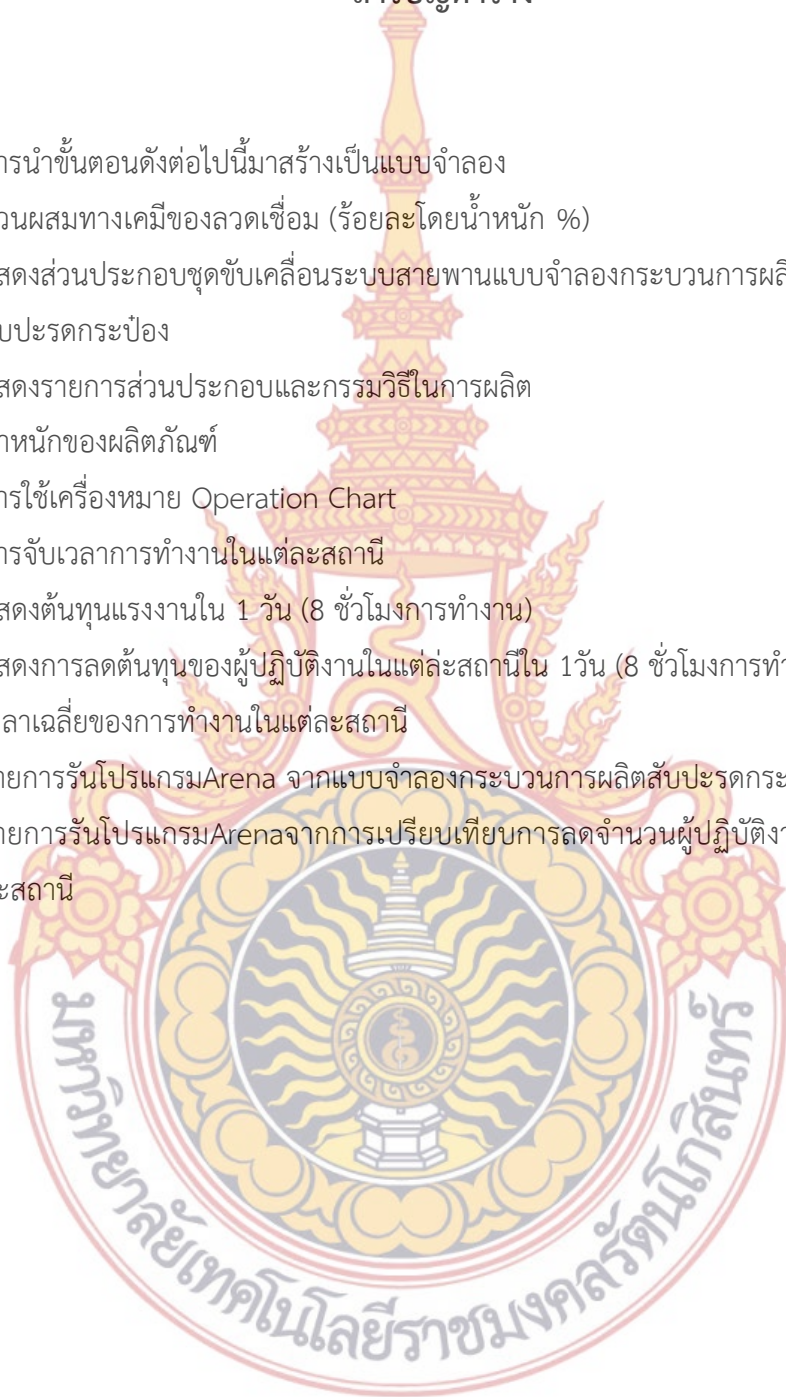 ารนำขั้นตอนดังต่อไปนี้มาสร้างเป็นแบบจำลอง
วนผสมทางเคมีของลวดเชื่อม (ร้อยละโดยน้ำหนัก %)
สดงส่วนประกอบชุดขับเคลื่อนระบบสายพานแบบจำลองกระบวนการผลิ
บปะรดกระป๋อง
สดงรายการส่วนประกอบและกรรมวิธีในการผลิต
าหนักของผลิตภัณฑ์
ารใช้เครื่องหมาย Operation Chart
ารจับเวลาการทำงานในแต่ละสถานี
สดงต้นทุนแรงงานใน 1 วัน (8 ชั่วโมงการทำงาน)
สดงการลดต้นทุนของผู้ปฏิบัติงานในแต่ล่ะสถานีใน 1วัน (8 ชั่วโมงการทำ
วลาเฉลี่ยของการทำงานในแต่ละสถานี
ายการรันโปรแกรมArena จากแบบจำลองกระบวนการผลิตสับปะรดกระ
ายการรันโปรแกรมArenaจากการเปรียบเทียบการลดจำนวนผู้ปฏิบัติงา
ะสถานี
มหาวิทยาลัยเทคโนโลยีราชมงคลรัตนโกสินทร์